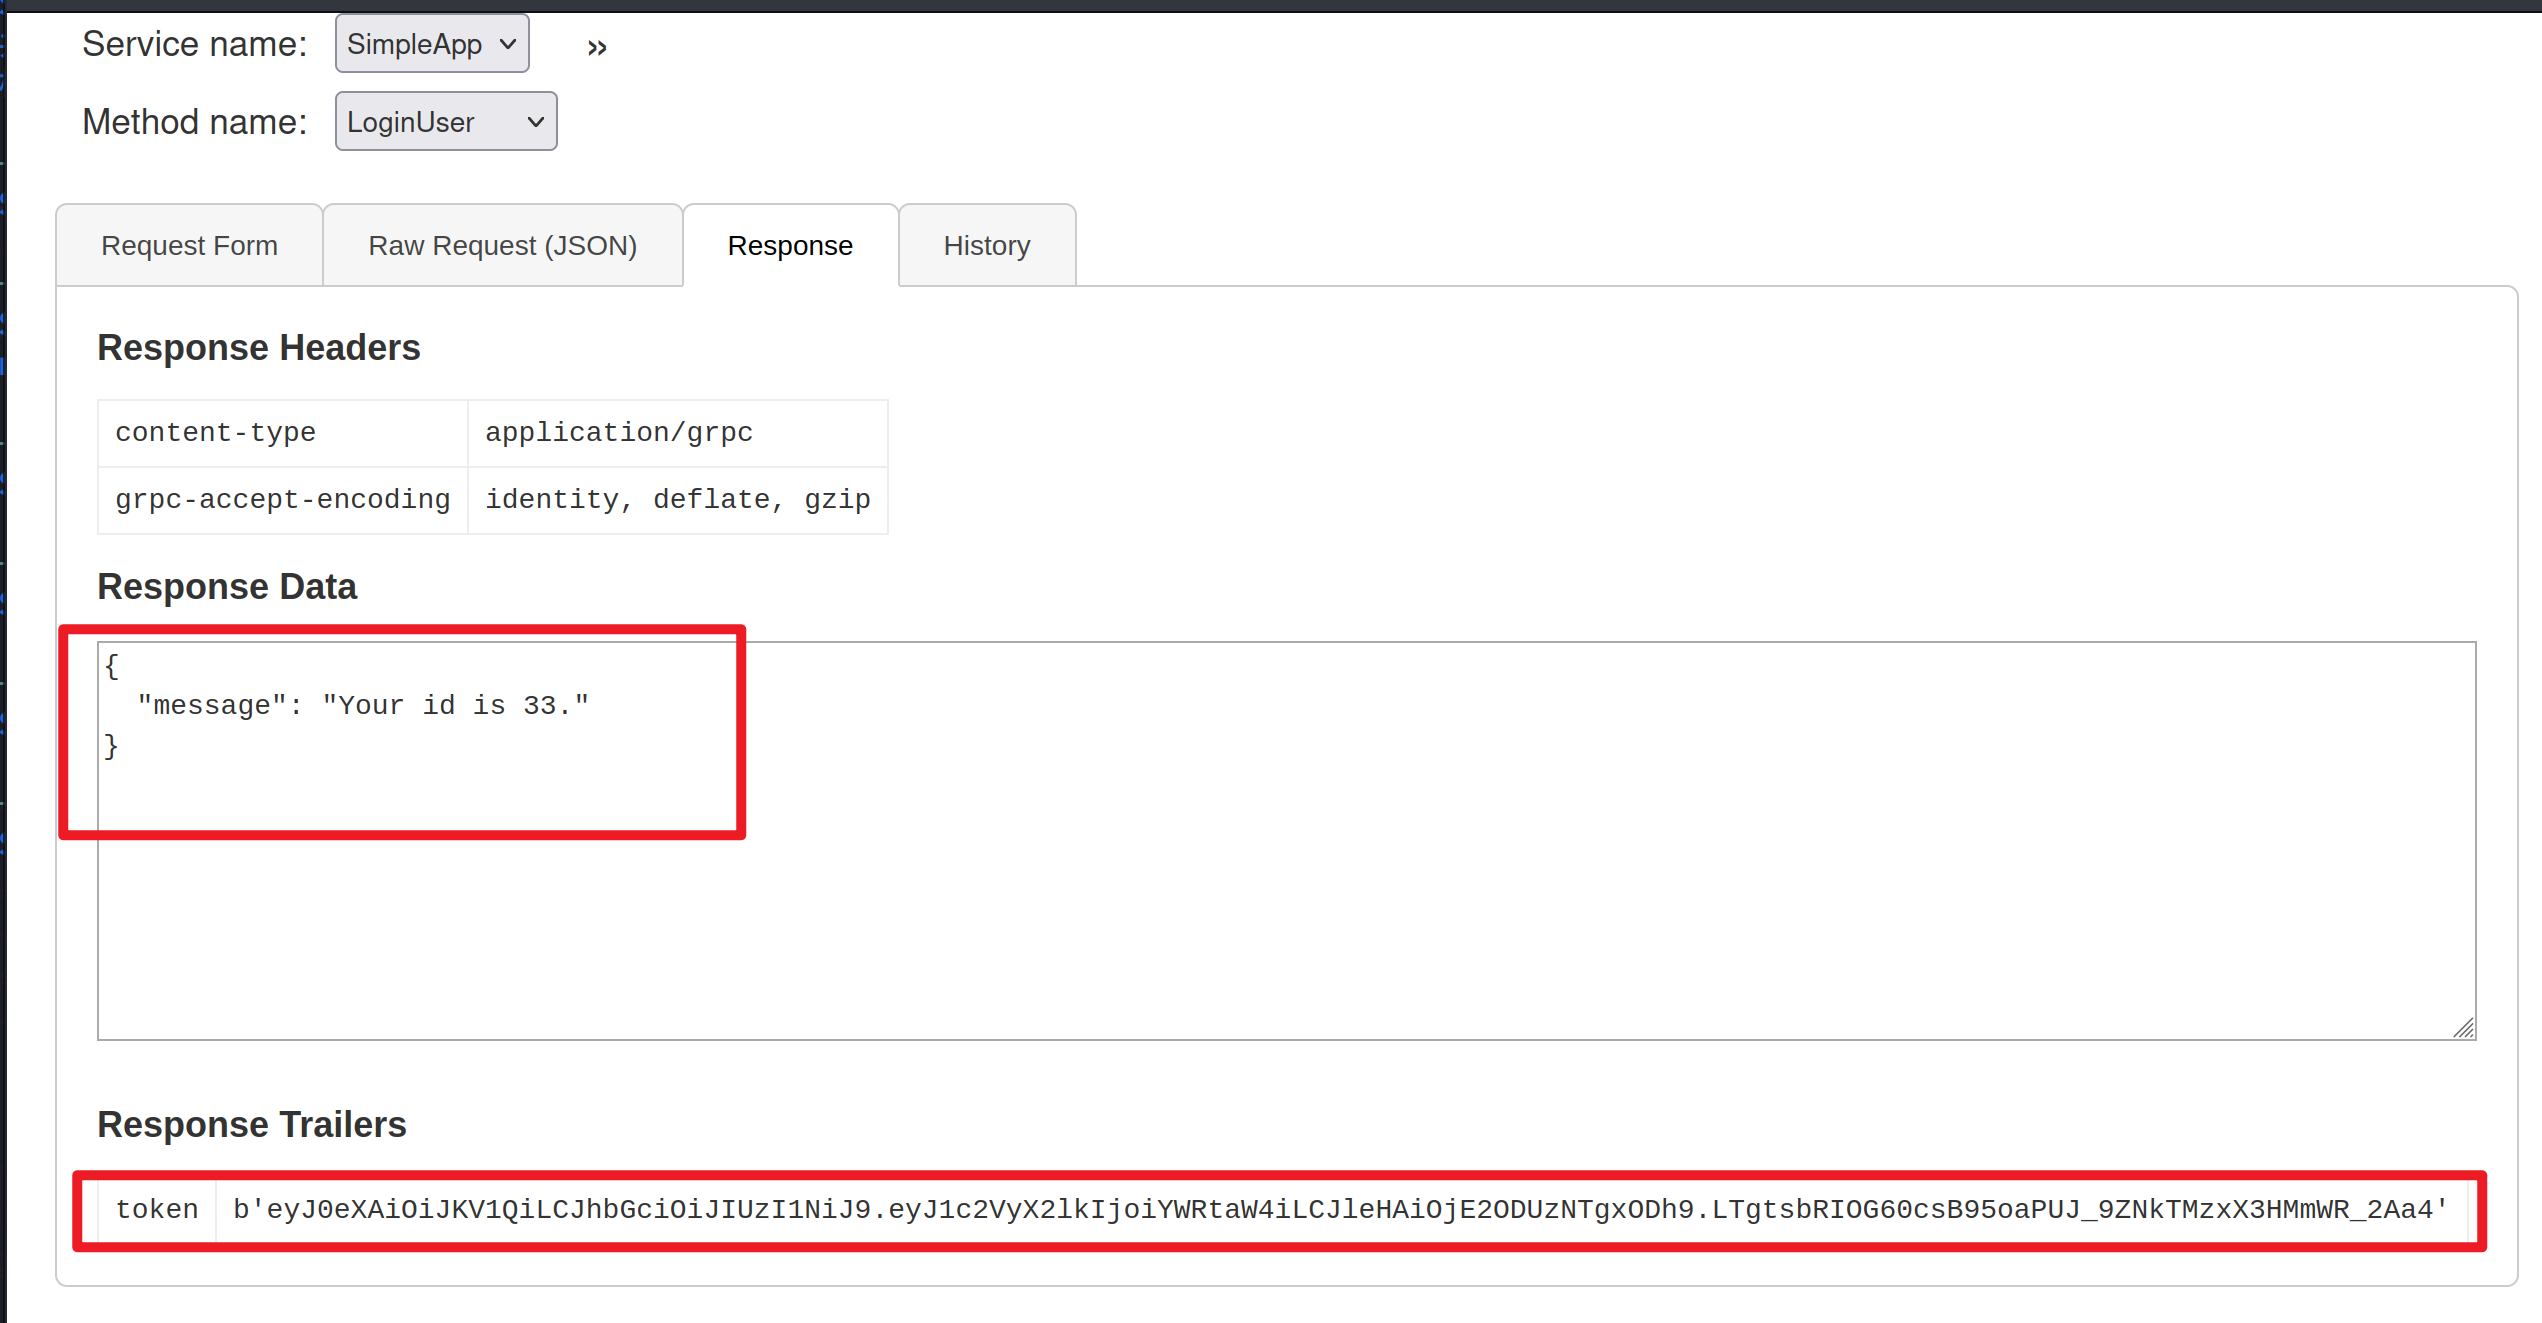 Service name: SimpleApp »
Method name: LoginUser
Request Form Raw Request (JSON) Response History
Response Headers
content-type application/grpc
grpc-accept-encoding identity, deflate, gzip
Response Data
{
"message": "Your id is 33."
}
Response Trailers
token b'eyJ0eXAiOiJKV1QiLCJhbGciOiJIUzI1NiJ9.eyJ1c2VyX2lkIjoiYWRtaW4iLCJleHAiOjE2ODUzNTgxODh9.LTgtsbRIOG60csB95oaPUJ_9ZNkTMzxX3HMmWR_2Aa4'